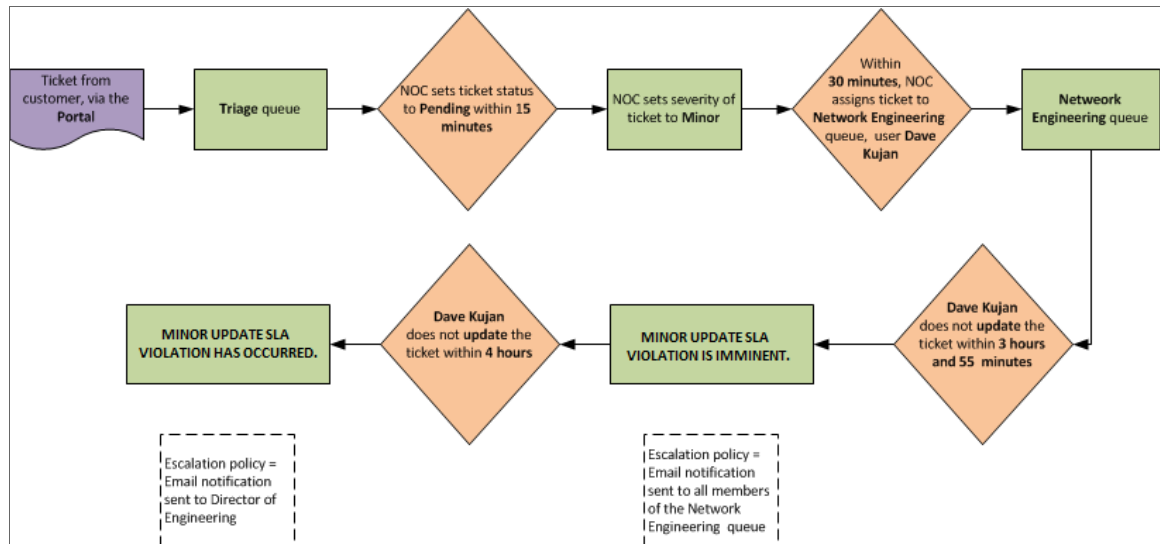 Ticket from
customer, via the
Portal
Triage queue
NOC sets ticket status
to Pending within 15
minutes
NOC sets severity of
ticket to Minor
Within
30 minutes, NOC
assigns ticket to
Network Engineering
queue, user Dave
Kujan
Netweork
Engineering queue
Dave Kujan
does not update the
ticket within 3 hours
and 55 minutes
MINOR UPDATE SLA
VIOLATION IS IMMINENT.
Dave Kujan
does not update the
ticket within 4 hours
MINOR UPDATE SLA
VIOLATION HAS OCCURRED.
Escalation policy =
Email notification
sent to Director of
Engineering
Escalation policy =
Email notification
sent to all members
of the Network
Engineering queue